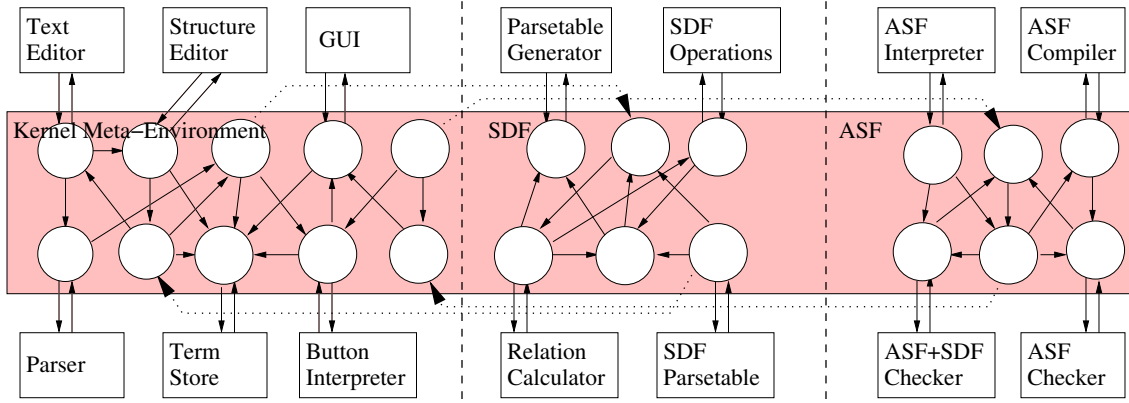 Text
Editor
Structure
Editor
GUI
Parsetable
Generator
SDF
Operations
ASF
Interpreter
ASF
Compiler
Kernel Meta−Environment
SDF
ASF
Parser
Term
Store
Button
Interpreter
Relation
Calculator
SDF
Parsetable
ASF+SDF
Checker
ASF
Checker